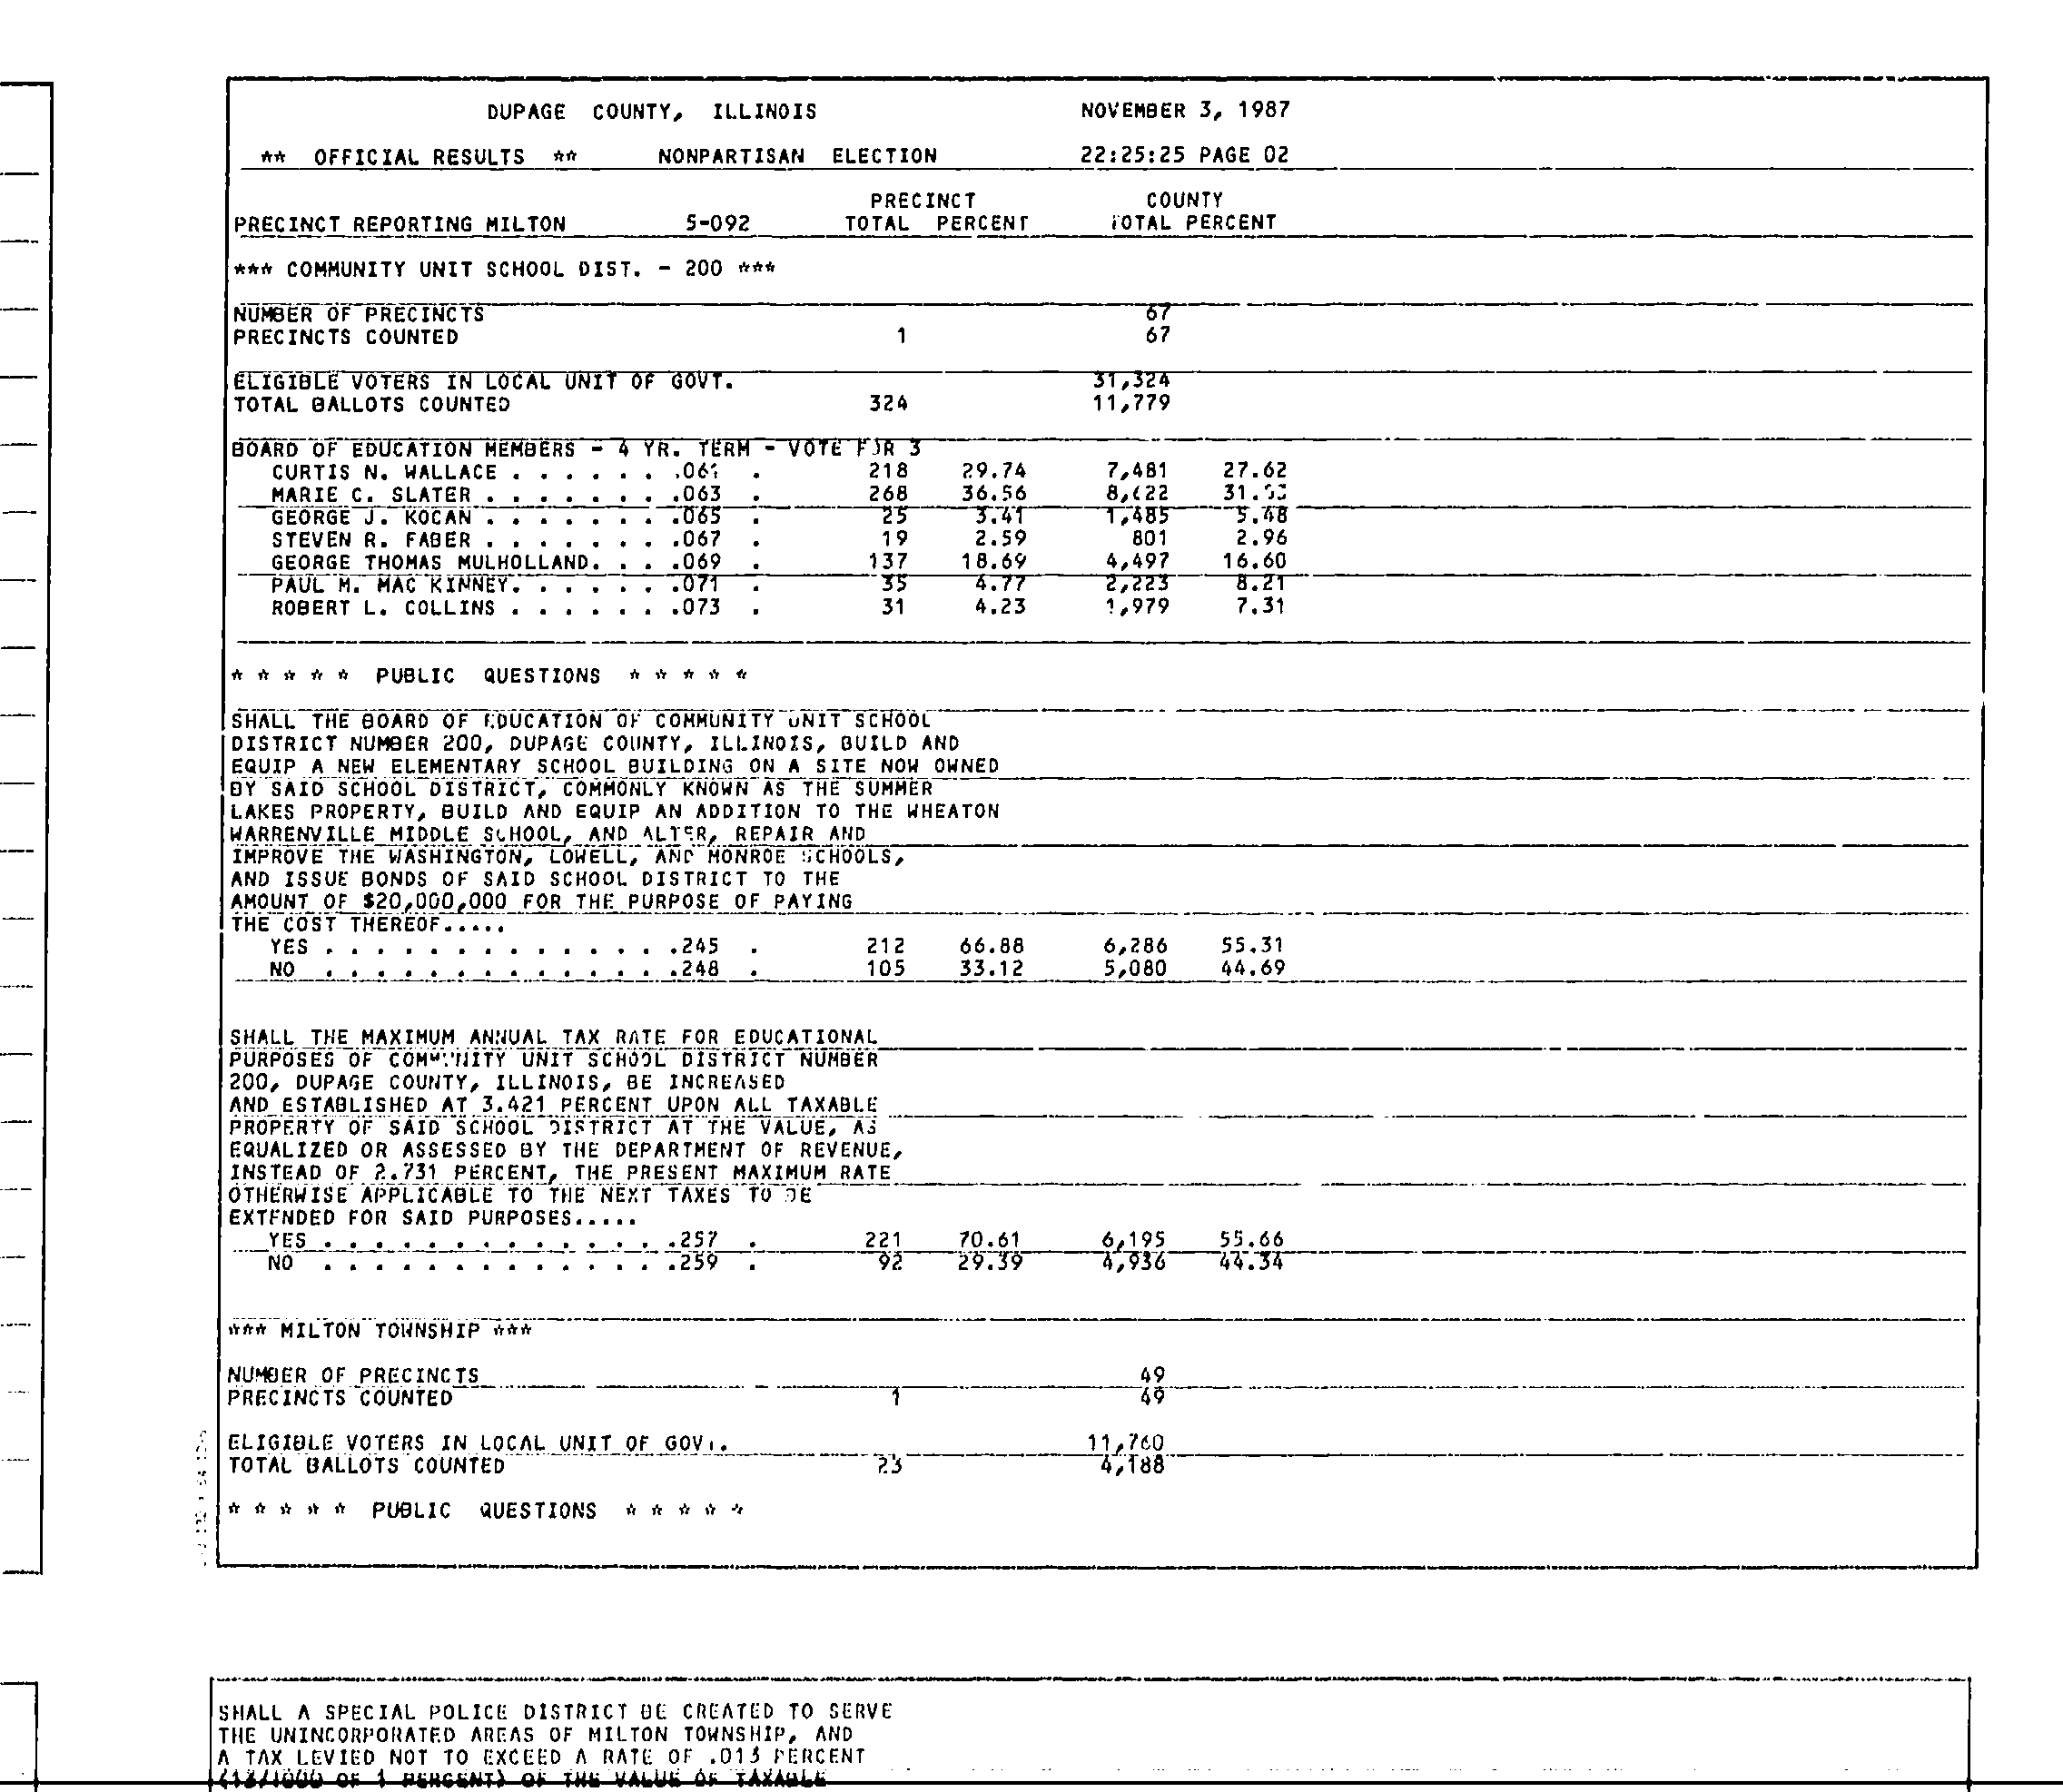 DUPAGE COUNTY, ILLINOIS NOVEMBER 3, 1987
** OFFICIAL RESULTS ** NONPARTISAN ELECTION 22:25:25 PAGE 02
PRECINCT COUNTY
PRECINCT REPORTING MILTON 5-092 TOTAL PERCENT TOTAL PERCENT
*** COMMUNITY UNIT SCHOOL DIST. - 200 ***
NUMBER OF PRECINCTS 67
PRECINCTS COUNTED 1 67
ELIGIBLE VOTERS IN LOCAL UNIT OF GOVT. 31,324
TOTAL BALLOTS COUNTED 324 11,779
BOARD OF EDUCATION MEMBERS - 4 YR. TERM - VOTE FOR 3
CURTIS N. WALLACE . . . . . . . 218 29.74 7,481 27.62
MARIE C. SLATER . . . . . . . .063 . 268 36.56
GEORGE J. KOCAN . . . . . . . .065 . 25 3.41 1,485 5.48
STEVEN R. FABER . . . . . . . .067 . 19 2.59 801 2.96
GEORGE THOMAS MULHOLLAND. . . .069 . 137 18.69 4,497 16.60
PAUL M. MAC KINNEY. . . . . . .071 . 35 4.77 2,223 8.21
ROBERT L. COLLINS . . . . . . .073 . 31 4.23 1,979 7.31
* * * * * PUBLIC QUESTIONS * * * * *
SHALL THE BOARD OF EDUCATION OF COMMUNITY UNIT SCHOOL
DISTRICT NUMBER 200, DUPAGE COUNTY, ILLINOIS, BUILD AND
EQUIP A NEW ELEMENTARY SCHOOL BUILDING ON A SITE NOW OWNED
BY SAID SCHOOL DISTRICT, COMMONLY KNOWN AS THE SUMMER
LAKES PROPERTY, BUILD AND EQUIP AN ADDITION TO THE WHEATON
WARRENVILLE MIDDLE SCHOOL, AND ALTER, REPAIR AND
IMPROVE THE WASHINGTON, LOWELL, AND MONROE SCHOOLS,
AND ISSUE BONDS OF SAID SCHOOL DISTRICT TO THE
AMOUNT OF $20,000,000 FOR THE PURPOSE OF PAYING
THE COST THEREOF.....
YES . . . . . . . . . . . . . .245 . 212 66.88 6,286 55.31
NO . . . . . . . . . . . . . .248 . 105 33.12 5,080 44.69
SHALL THE MAXIMUM ANNUAL TAX RATE FOR EDUCATIONAL
PURPOSES OF COMMUNITY UNIT SCHOOL DISTRICT NUMBER
200, DUPAGE COUNTY, ILLINOIS, BE INCREASED
AND ESTABLISHED AT 3.421 PERCENT UPON ALL TAXABLE
PROPERTY OF SAID SCHOOL DISTRICT AT THE VALUE, AS
EQUALIZED OR ASSESSED BY THE DEPARTMENT OF REVENUE,
INSTEAD OF 2.731 PERCENT, THE PRESENT MAXIMUM RATE
OTHERWISE APPLICABLE TO THE NEXT TAXES TO BE
EXTENDED FOR SAID PURPOSES.....
YES . . . . . . . . . . . . . .257 . 221 70.61 6,195 55.66
NO . . . . . . . . . . . . . .259 . 92 29.39 4,936 44.34
*** MILTON TOWNSHIP ***
NUMBER OF PRECINCTS 49
PRECINCTS COUNTED 1 49
ELIGIBLE VOTERS IN LOCAL UNIT OF GOVT. 11,760
TOTAL BALLOTS COUNTED 23 4,188
* * * * * PUBLIC QUESTIONS * * * * *
SHALL A SPECIAL POLICE DISTRICT BE CREATED TO SERVE
THE UNINCORPORATED AREAS OF MILTON TOWNSHIP, AND
A TAX LEVIED NOT TO EXCEED A RATE OF .013 PERCENT
(13/1000 OF 1 PERCENT) OF THE VALUE OF TAXABLE